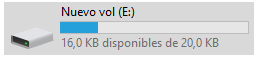 Nuevo vol (E:)
16,0 KB disponibles de 20,0 KB